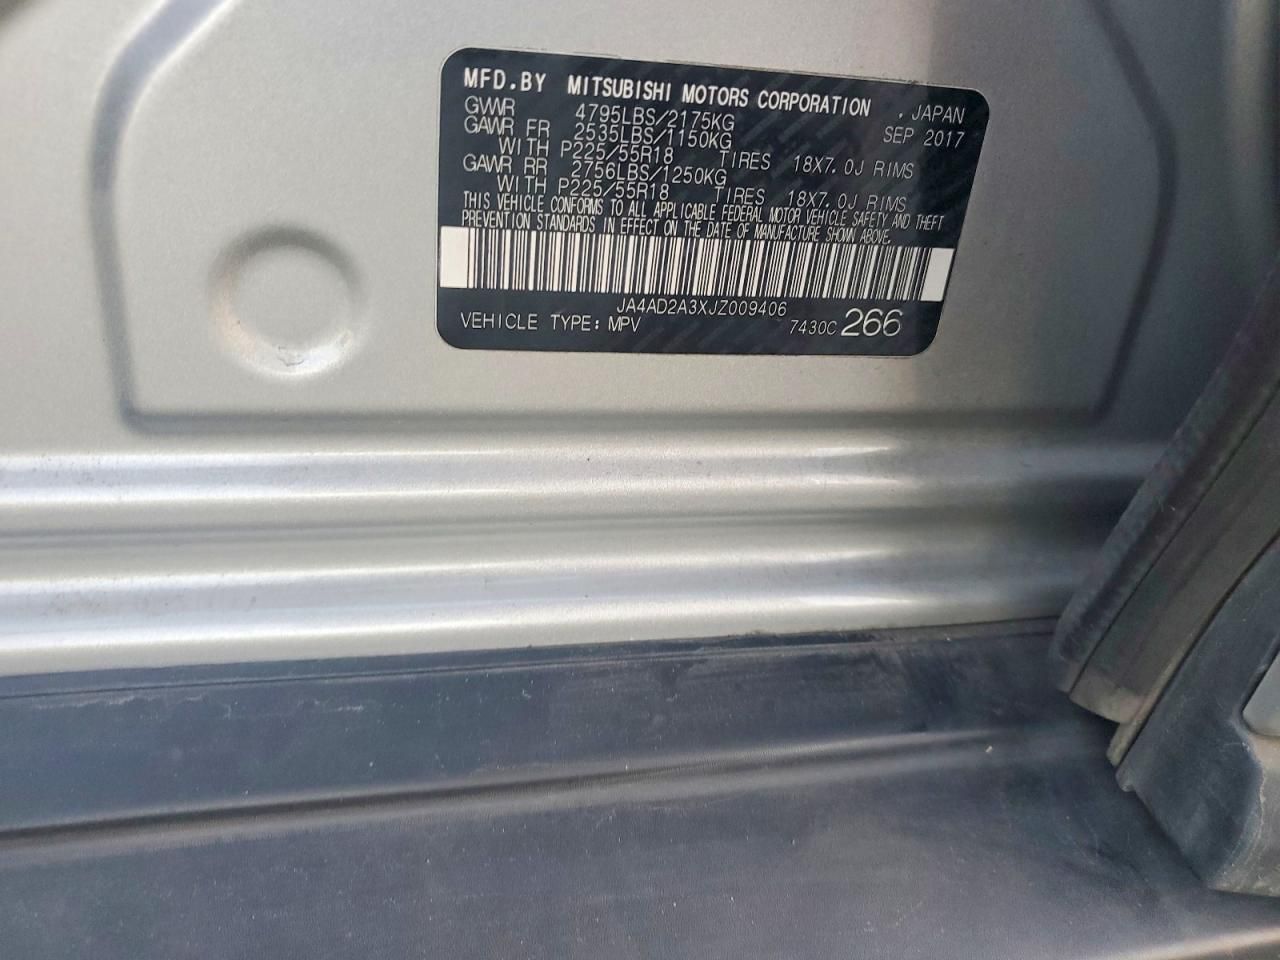 MFD.BY MITSUBISHI MOTORS CORPORATION , JAPAN
GVWR 4795LBS/2175KG SEP 2017
GAWR FR 2535LBS/1150KG
WITH P225/55R18 TIRES 18X7.0J RIMS
GAWR RR 2756LBS/1250KG
WITH P225/55R18 TIRES 18X7.0J RIMS
THIS VEHICLE CONFORMS TO ALL APPLICABLE FEDERAL MOTOR VEHICLE SAFETY AND THEFT
PREVENTION STANDARDS IN EFFECT ON THE DATE OF MANUFACTURE SHOWN ABOVE.
JA4AD2A3XJZ009406
VEHICLE TYPE: MPV 7430C 266